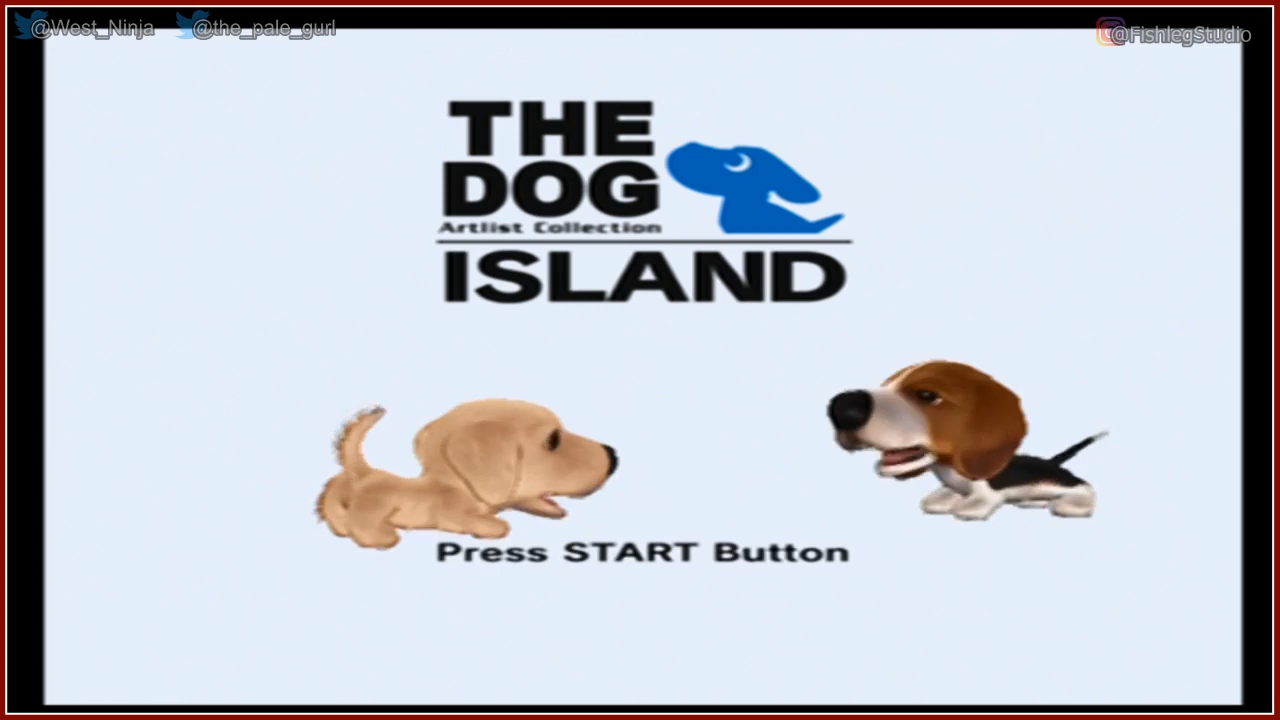 @West_Ninja @the_pale_gurl @FishlegStudio
THE
DOG
Artlist Collection
ISLAND
Press START Button